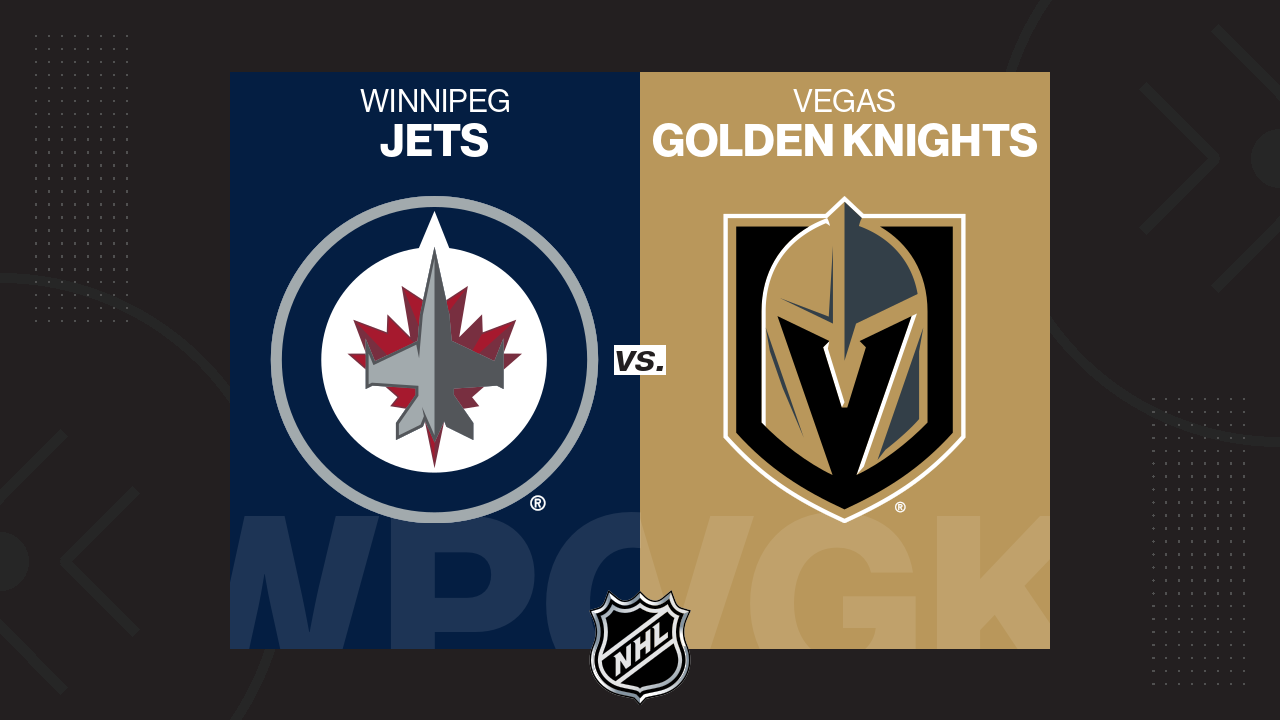 WINNIPEG
JETS
VEGAS
GOLDEN KNIGHTS
vs.
®
®
WPG
VGK
NHL